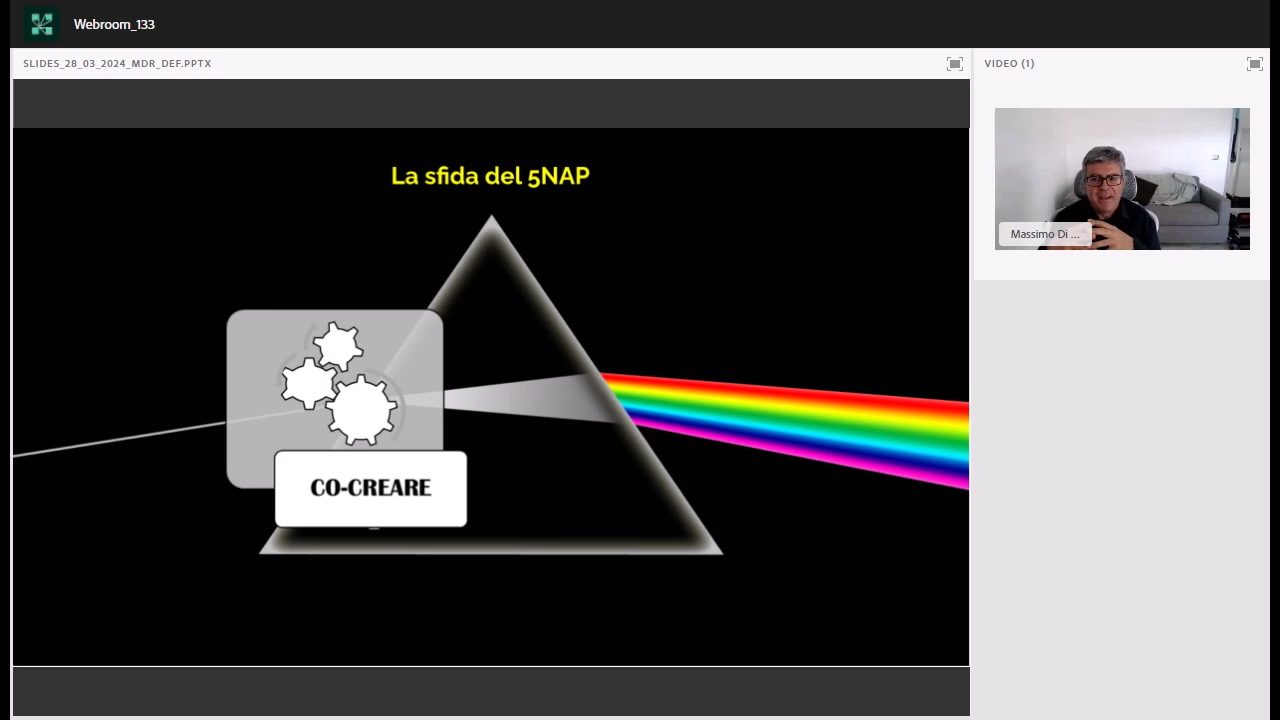 Webroom_133
SLIDES_28_03_2024_MDR_DEF.PPTX
VIDEO (1)
La sfida del 5NAP
CO-CREARE
Massimo Di ...